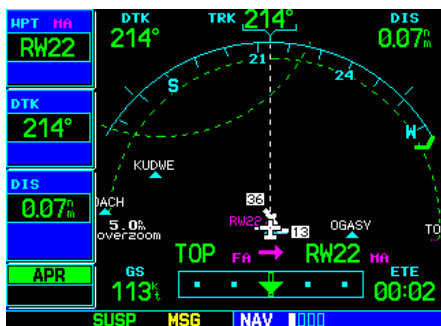 WPT MA
RW22
DTK
214°
DIS
0.07nm
APR
DTK
214°
TRK 214°
DIS
0.07nm
21
24
S
W
KUDWE
OACH
5.0nm
overzoom
36
RW22
13
OGASY
TO
TOP FA → RW22 MA
GS
113kt
ETE
00:02
SUSP MSG NAV